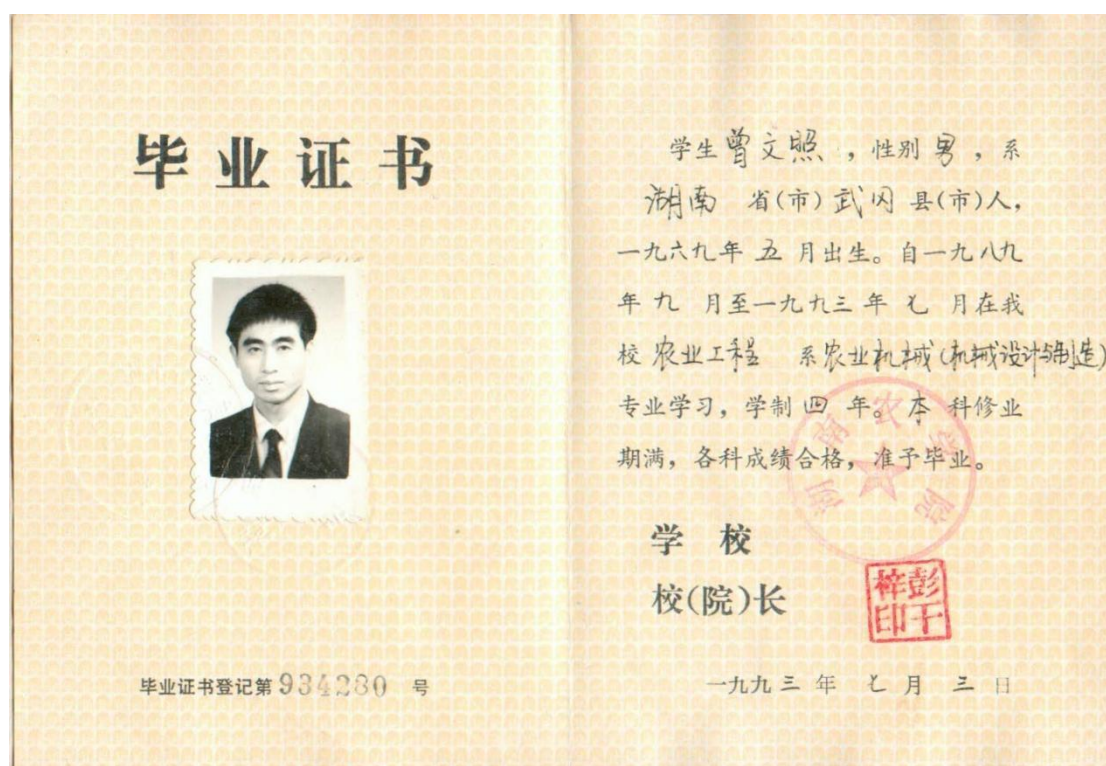 毕业证书
毕业证书登记第934280号
学生曾文照，性别男，系
湖南 省(市)武冈县(市)人，
一九六九年五月出生。自一九八九
年九月至一九九三年七月在我
校农业工程 系农业机械(机械设计与制造)
专业学习，学制四年。本科修业
期满，各科成绩合格，准予毕业。
湖南农学院
学 校
校(院)长
彭干梓印
一九九三年七月三日